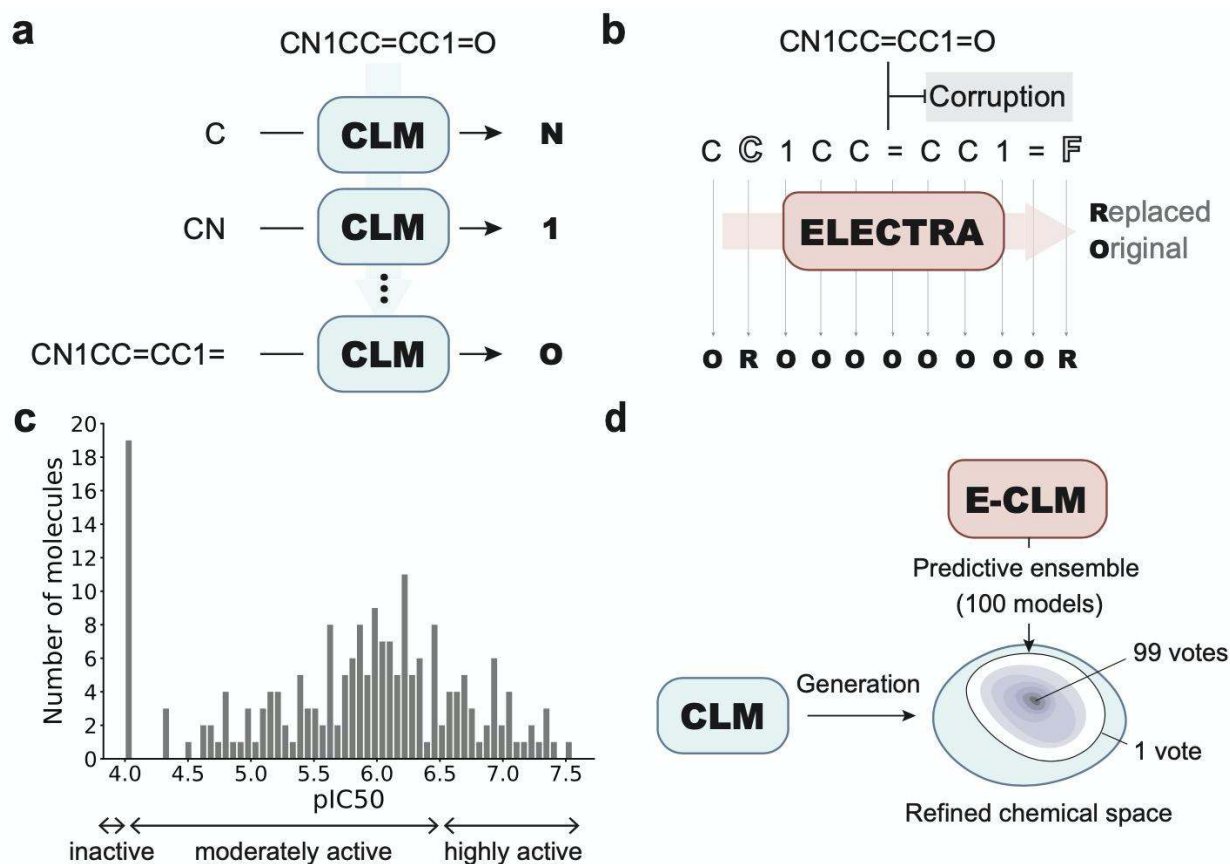 a
CN1CC=CC1=O
C CLM N
CN CLM 1
CN1CC=CC1= CLM O
b
CN1CC=CC1=O
Corruption
C C 1 C C = C C 1 = F
ELECTRA
Replaced
Original
O R O O O O O O O O R
c
Number of molecules
20
18
16
14
12
10
8
6
4
2
0
4.0 4.5 5.0 5.5 6.0 6.5 7.0 7.5
pIC50
inactive moderately active highly active
d
E-CLM
Predictive ensemble
(100 models)
99 votes
Generation
CLM
1 vote
Refined chemical space